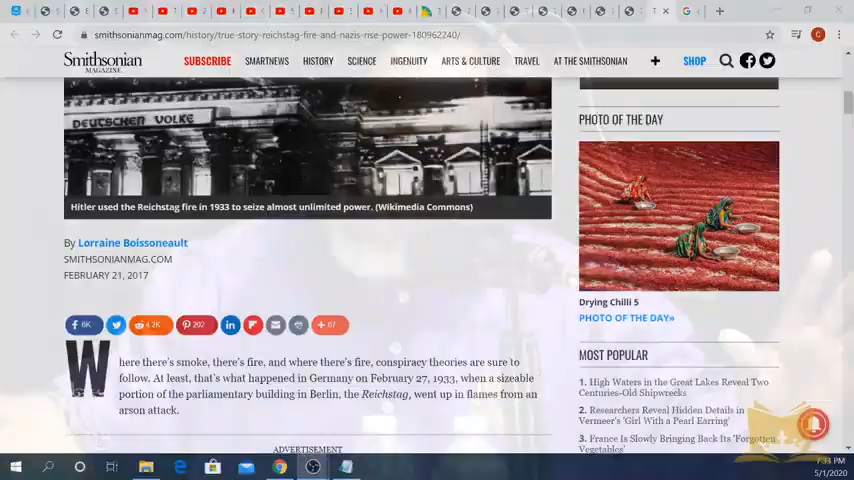 smithsonianmag.com/history/true-story-reichstag-fire-and-nazis-rise-power-180962240/
Smithsonian
MAGAZINE
SUBSCRIBE SMARTNEWS HISTORY SCIENCE INGENUITY ARTS & CULTURE TRAVEL AT THE SMITHSONIAN + SHOP
DEUTSCHEN VOLKE
Hitler used the Reichstag fire in 1933 to seize almost unlimited power. (Wikimedia Commons)
By Lorraine Boissoneault
SMITHSONIANMAG.COM
FEBRUARY 21, 2017
6K 4.2K 202 + 67
Where there's smoke, there's fire, and where there's fire, conspiracy theories are sure to
follow. At least, that's what happened in Germany on February 27, 1933, when a sizeable
portion of the parliamentary building in Berlin, the Reichstag, went up in flames from an
arson attack.
ADVERTISEMENT
PHOTO OF THE DAY
Drying Chilli 5
PHOTO OF THE DAY»
MOST POPULAR
1. High Waters in the Great Lakes Reveal Two
Centuries-Old Shipwrecks
2. Researchers Reveal Hidden Details in
Vermeer's 'Girl With a Pearl Earring'
3. France Is Slowly Bringing Back Its 'Forgotten
Vegetables'
7:33 PM
5/1/2020